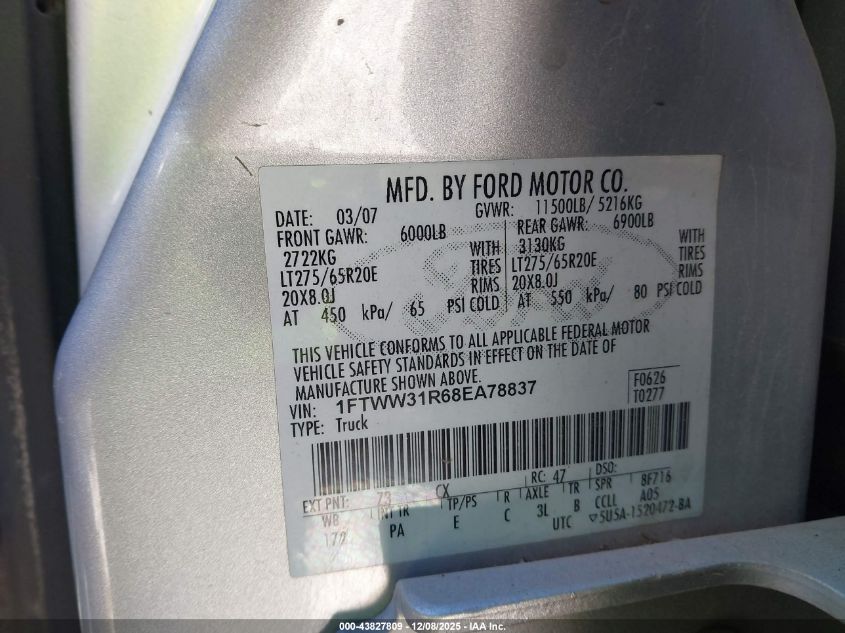 MFD. BY FORD MOTOR CO.
DATE: 03/07 GVWR: 11500LB/ 5216KG
FRONT GAWR: 6000LB REAR GAWR: 6900LB
2722KG WITH 3130KG WITH
LT275/65R20E TIRES LT275/65R20E TIRES
20X8.0J RIMS 20X8.0J RIMS
AT 450 kPa/ 65 PSI COLD AT 550 kPa/ 80 PSI COLD
THIS VEHICLE CONFORMS TO ALL APPLICABLE FEDERAL MOTOR
VEHICLE SAFETY STANDARDS IN EFFECT ON THE DATE OF
MANUFACTURE SHOWN ABOVE.
VIN: 1FTWW31R68EA78837 F0626
TYPE: Truck T0277
EXT PNT: 73 CX RC: 47 DSO:
WB INT TR TP/PS R AXLE TR SPR 8F716
172 PA E C 3L B CCLL A05
UTC ▽5U5A-1520472-BA
000-43827809 - 12/08/2025 - IAA Inc.